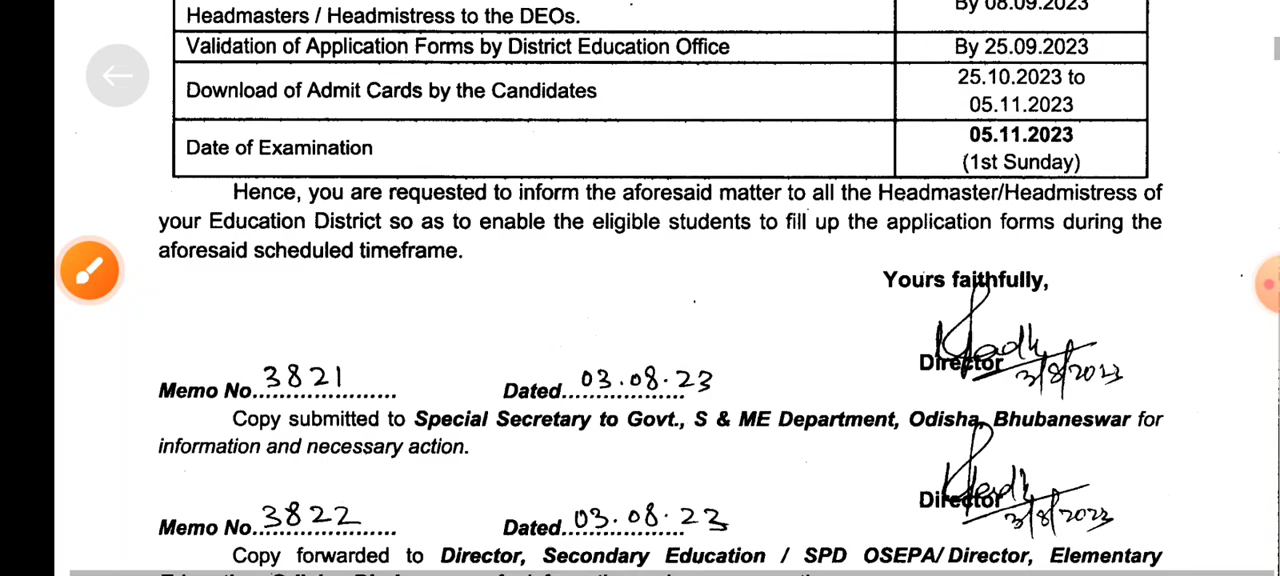 Headmasters / Headmistress to the DEOs.
By 08.09.2023
Validation of Application Forms by District Education Office
By 25.09.2023
Download of Admit Cards by the Candidates
25.10.2023 to
05.11.2023
Date of Examination
05.11.2023
(1st Sunday)
Hence, you are requested to inform the aforesaid matter to all the Headmaster/Headmistress of
your Education District so as to enable the eligible students to fill up the application forms during the
aforesaid scheduled timeframe.
Yours faithfully,
Director
3/8/2023
Memo No. 3821 Dated 03.08.23
Copy submitted to Special Secretary to Govt., S & ME Department, Odisha, Bhubaneswar for
information and necessary action.
Director
3/8/2023
Memo No. 3822 Dated 03.08.23
Copy forwarded to Director, Secondary Education / SPD OSEPA/ Director, Elementary